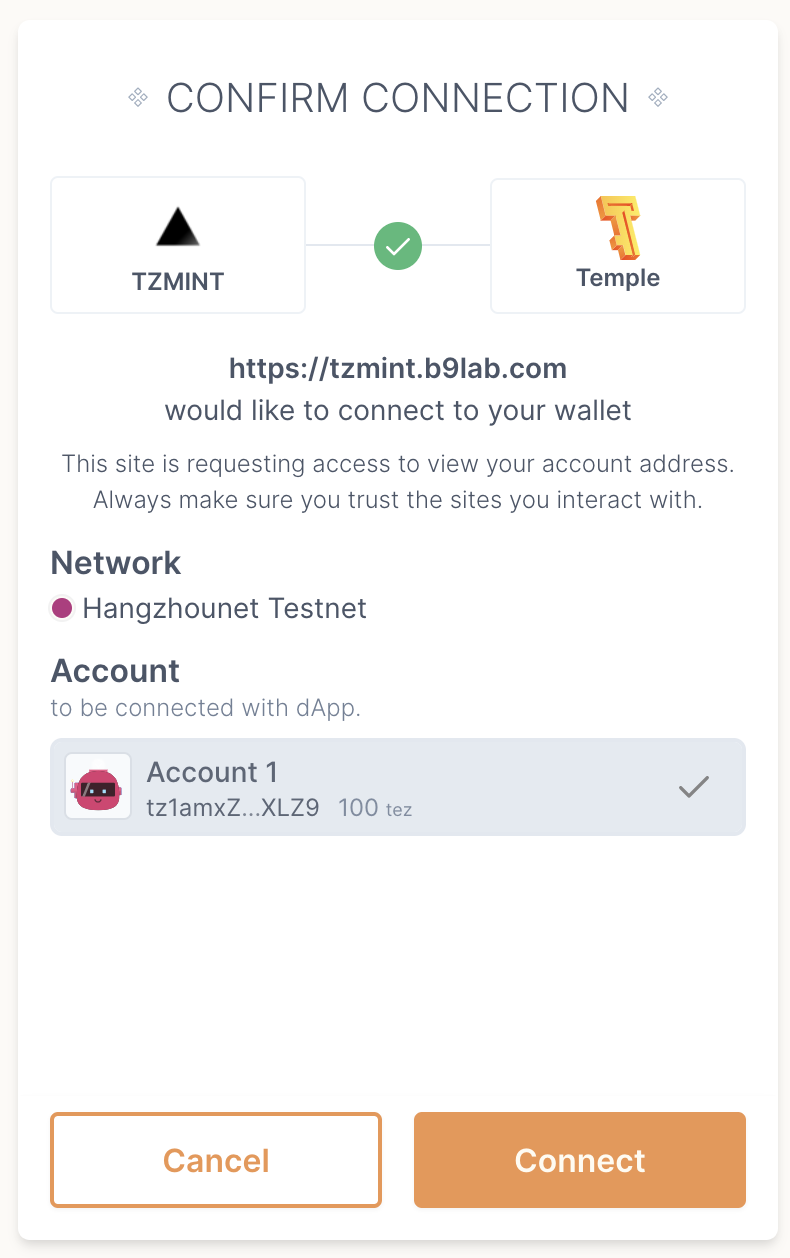 CONFIRM CONNECTION
TZMINT
Temple
https://tzmint.b9lab.com
would like to connect to your wallet
This site is requesting access to view your account address.
Always make sure you trust the sites you interact with.
Network
Hangzhounet Testnet
Account
to be connected with dApp.
Account 1
tz1amxZ...XLZ9 100 tez
Cancel
Connect